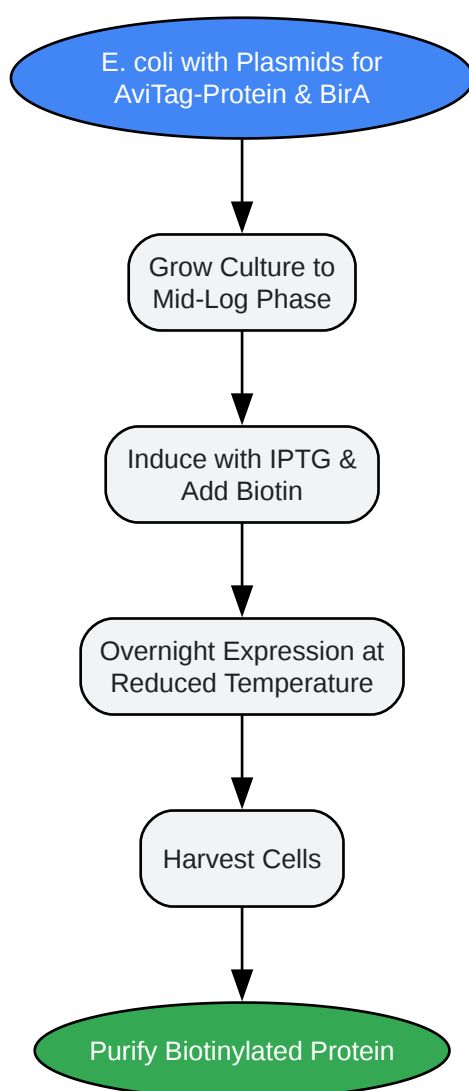 E. coli with Plasmids for
AviTag-Protein & BirA
Grow Culture to
Mid-Log Phase
Induce with IPTG &
Add Biotin
Overnight Expression at
Reduced Temperature
Harvest Cells
Purify Biotinylated Protein